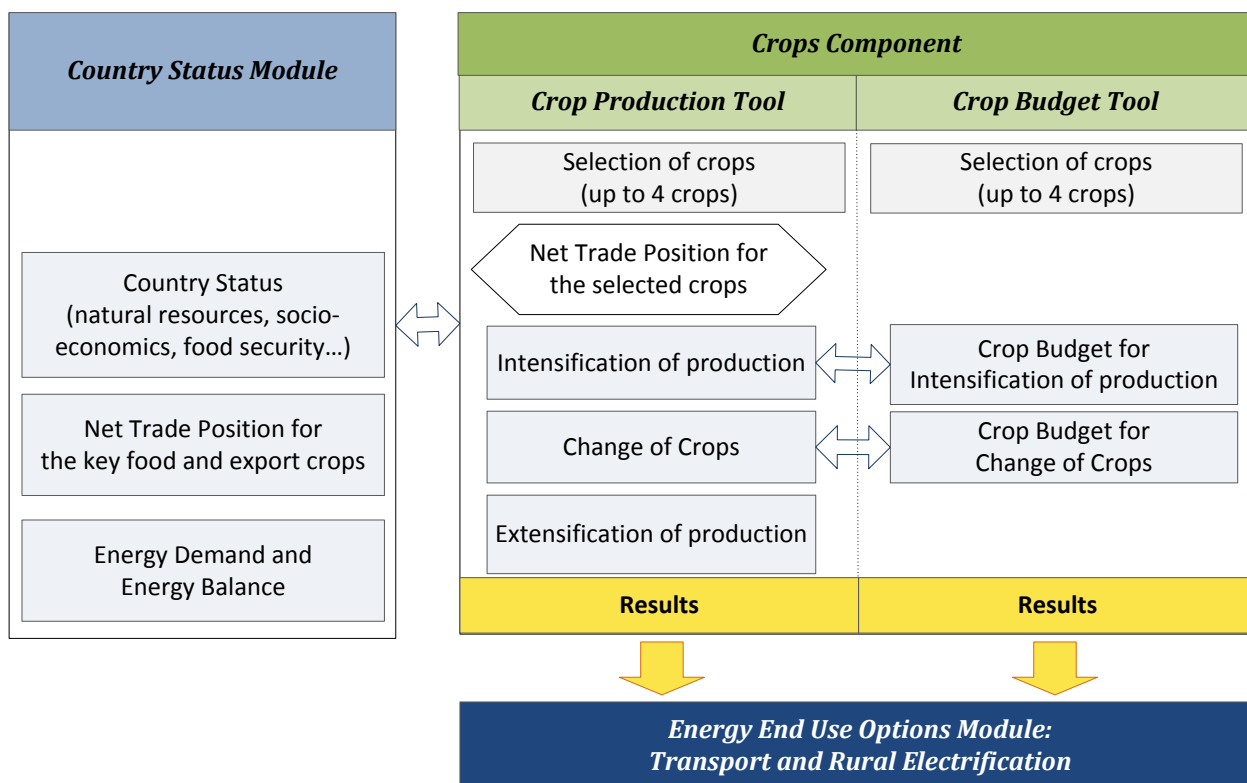 Country Status Module
Country Status
(natural resources, socio-
economics, food security…)
Net Trade Position for
the key food and export crops
Energy Demand and
Energy Balance
Crops Component
Crop Production Tool
Crop Budget Tool
Selection of crops
(up to 4 crops)
Selection of crops
(up to 4 crops)
Net Trade Position for
the selected crops
Intensification of production
Crop Budget for
Intensification of production
Change of Crops
Crop Budget for
Change of Crops
Extensification of production
Results
Results
Energy End Use Options Module:
Transport and Rural Electrification